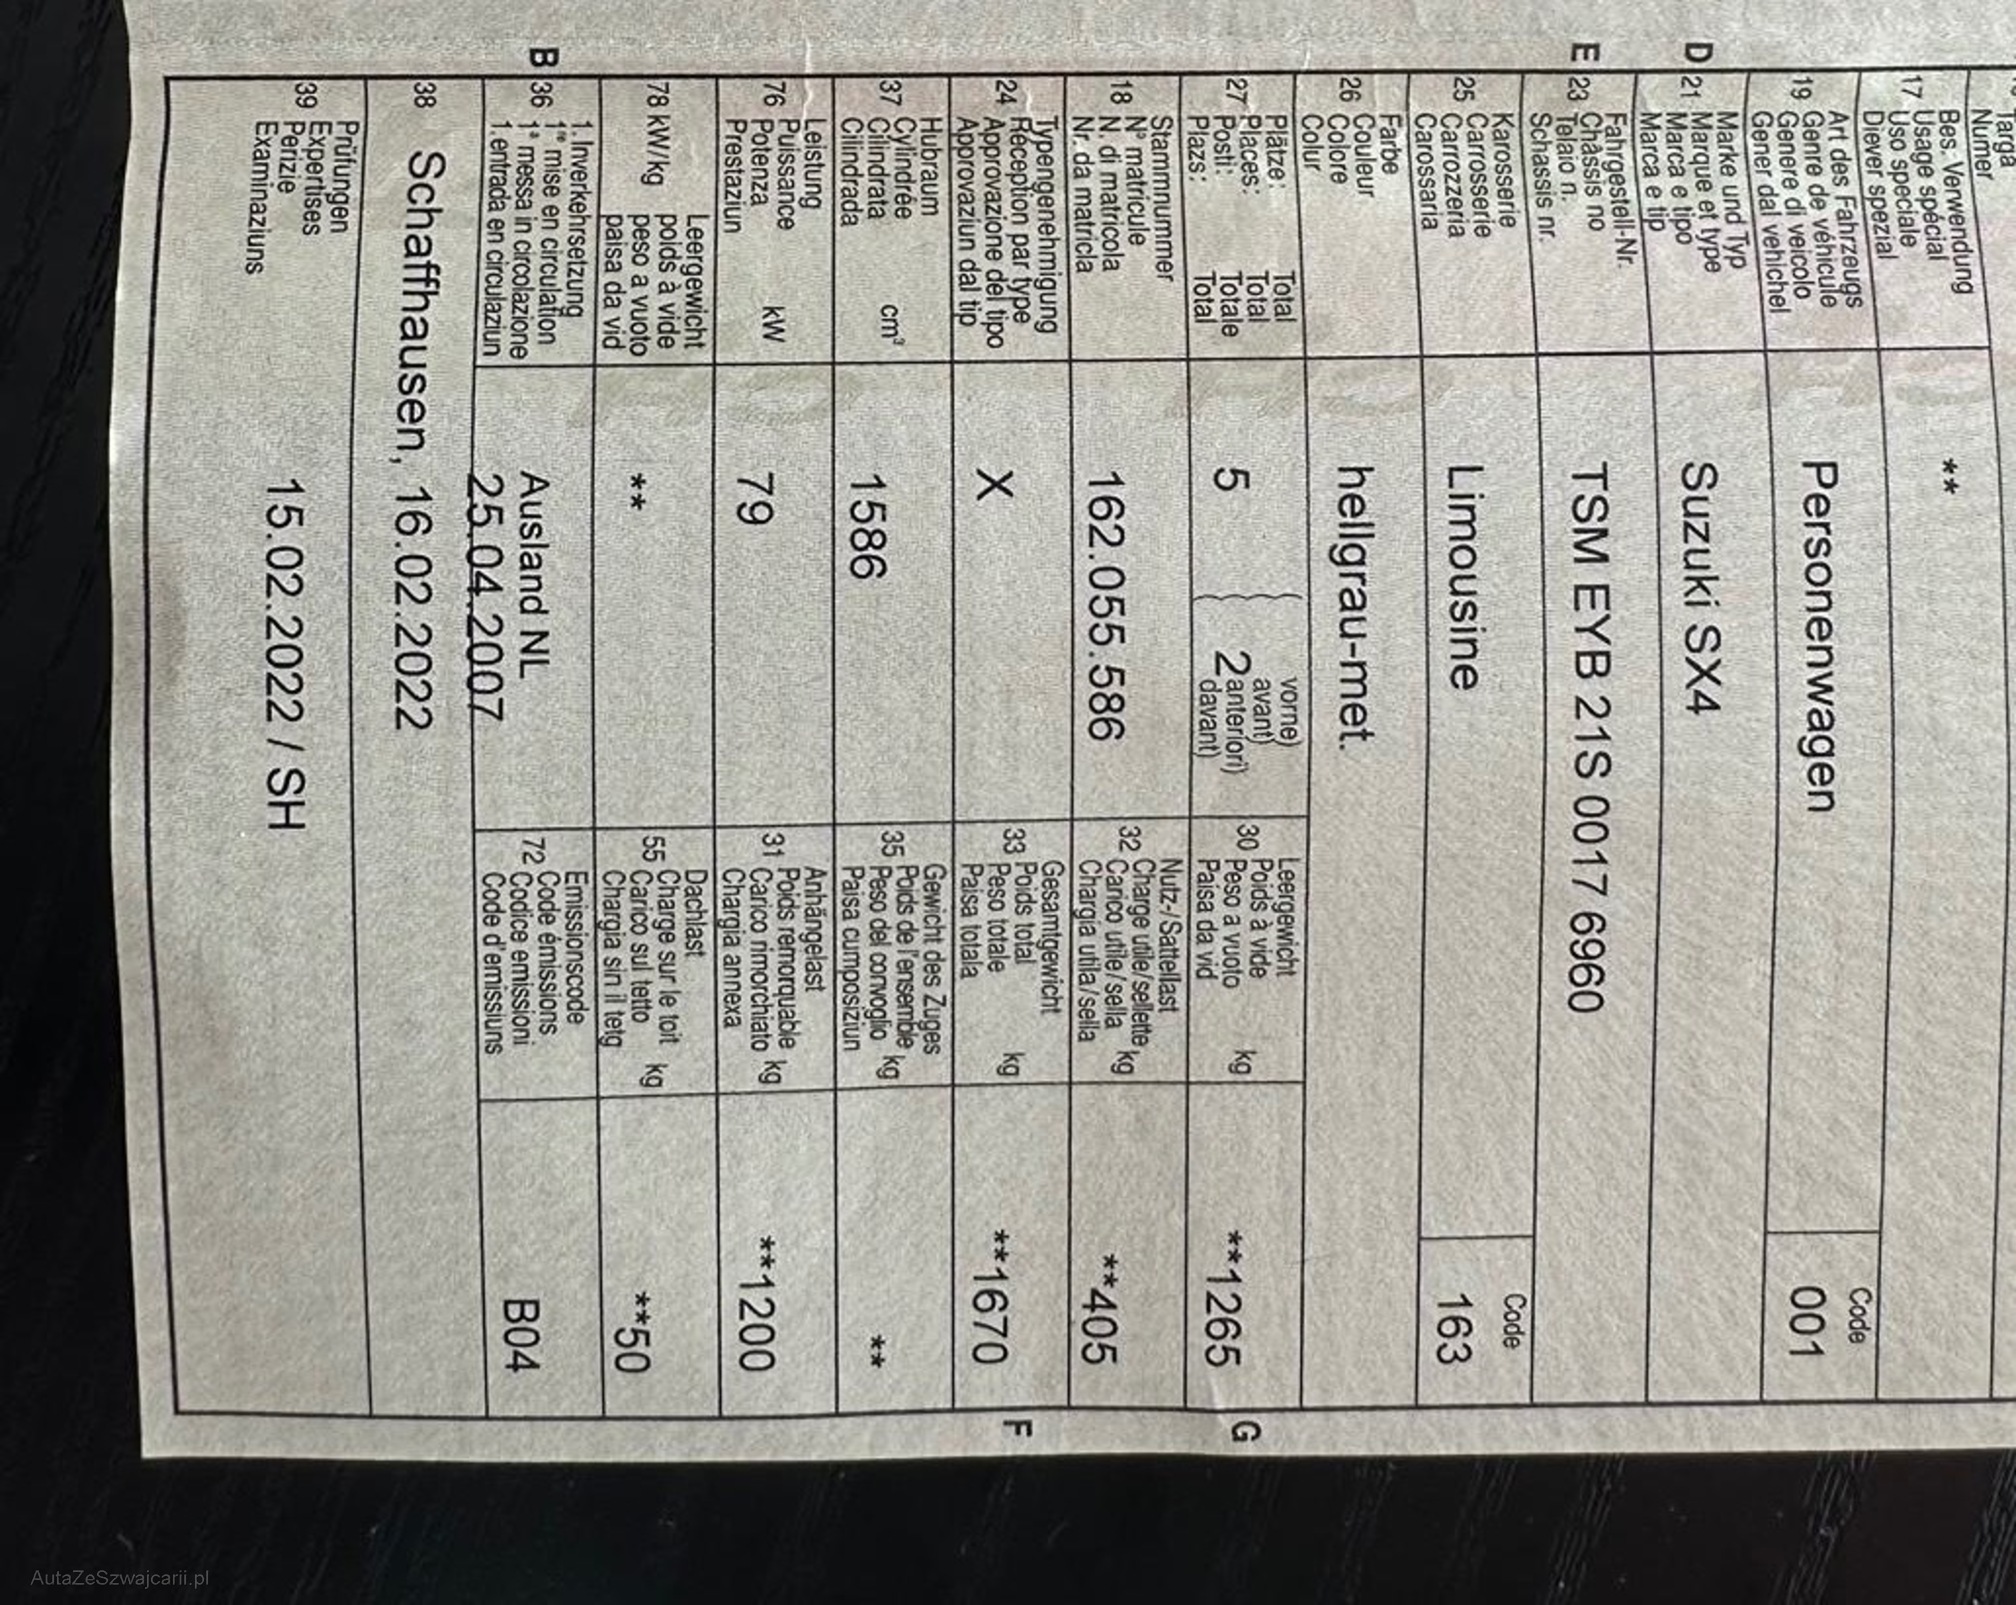 Targa
Numer
17 Bes. Verwendung
Usage spécial
Uso speciale
Diever spezial
**
19 Art des Fahrzeugs
Genre de véhicule
Genere di veicolo
Gener dal vehichel
Personenwagen
Code
001
D 21 Marke und Typ
Marque et type
Marca e tipo
Marca e tip
Suzuki SX4
E 23 Fahrgestell-Nr.
Châssis no
Telaio n.
Schassis nr.
TSM EYB 21S 0017 6960
25 Karosserie
Carrosserie
Carrozzeria
Carossaria
Limousine
Code
163
26 Farbe
Couleur
Colore
Colur
hellgrau-met.
27 Plätze: Total
Places: Total
Posti: Totale
Plazs: Total
5
2
vorne)
avant)
anteriori)
davant)
30 Leergewicht
Poids à vide
Peso a vuoto kg
Paisa da vid
**1265
G
18 Stammnummer
N° matricule
N. di matricola
Nr. da matricla
162.055.586
32 Nutz-/Sattellast
Charge utile/sellette
Carico utile/sella kg
Chargia utila/sella
**405
24 Typengenehmigung
Réception par type
Approvazione del tipo
Approvaziun dal tip
X
33 Gesamtgewicht
Poids total
Peso totale kg
Paisa totala
**1670
F
37 Hubraum
Cylindrée
Cilindrata cm³
Cilindrada
1586
35 Gewicht des Zuges
Poids de l'ensemble
Peso del convoglio kg
Paisa cumposiziun
**
76 Leistung
Puissance
Potenza kW
Prestaziun
79
31 Anhängelast
Poids remorquable
Carico rimorchiato kg
Chargia annexa
**1200
78 kW/kg
Leergewicht
poids à vide
peso a vuoto
paisa da vid
**
55 Dachlast
Charge sur le toit
Carico sul tetto kg
Chargia sin il tetg
**50
B 36 1. Inverkehrsetzung
1re mise en circulation
1a messa in circolazione
1. entrada en circulaziun
Ausland NL
25.04.2007
72 Emissionscode
Code émissions
Codice emissioni
Code d'emissiuns
B04
38 Schaffhausen, 16.02.2022
39 Prüfungen
Expertises
Perizie
Examinaziuns
15.02.2022 / SH
AutaZeSzwajcarii.pl